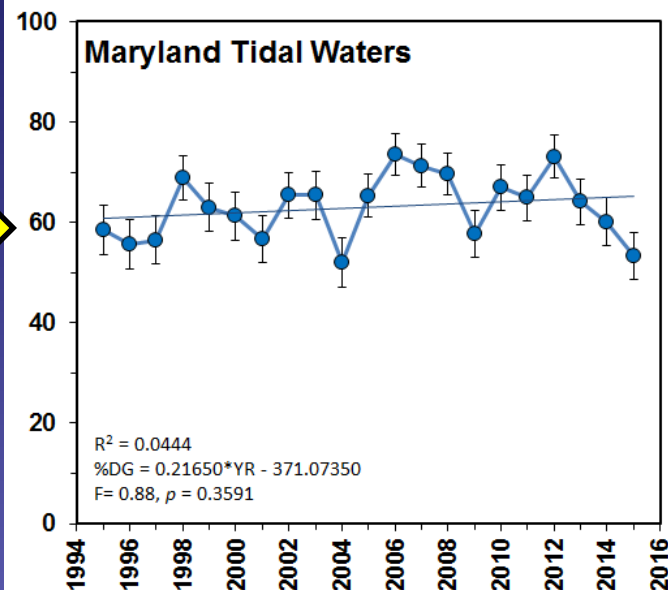 Maryland Tidal Waters
100
80
60
40
20
0
R² = 0.0444
%DG = 0.21650*YR - 371.07350
F= 0.88, p = 0.3591
1994 1996 1998 2000 2002 2004 2006 2008 2010 2012 2014 2016